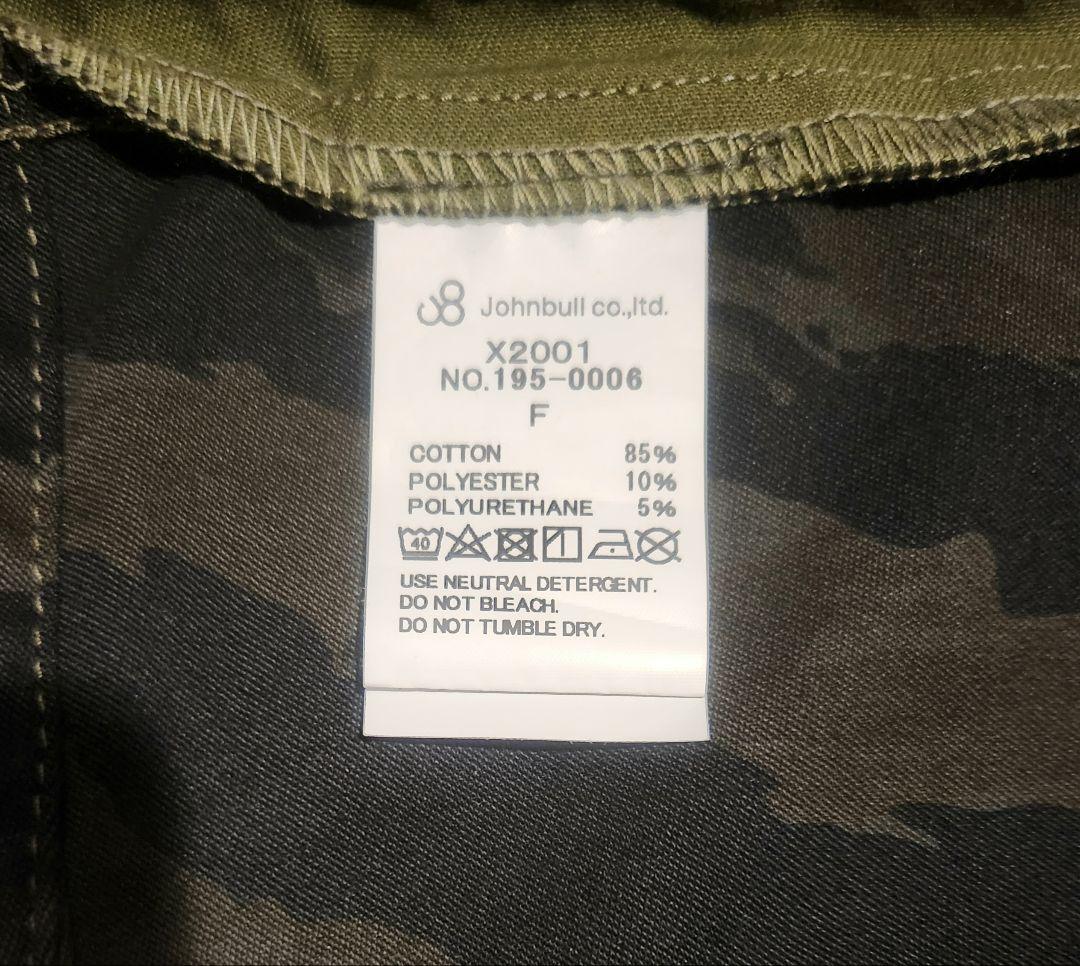 Johnbull co.,ltd.
X2001
NO.195-0006
F
COTTON 85%
POLYESTER 10%
POLYURETHANE 5%
40
USE NEUTRAL DETERGENT.
DO NOT BLEACH.
DO NOT TUMBLE DRY.